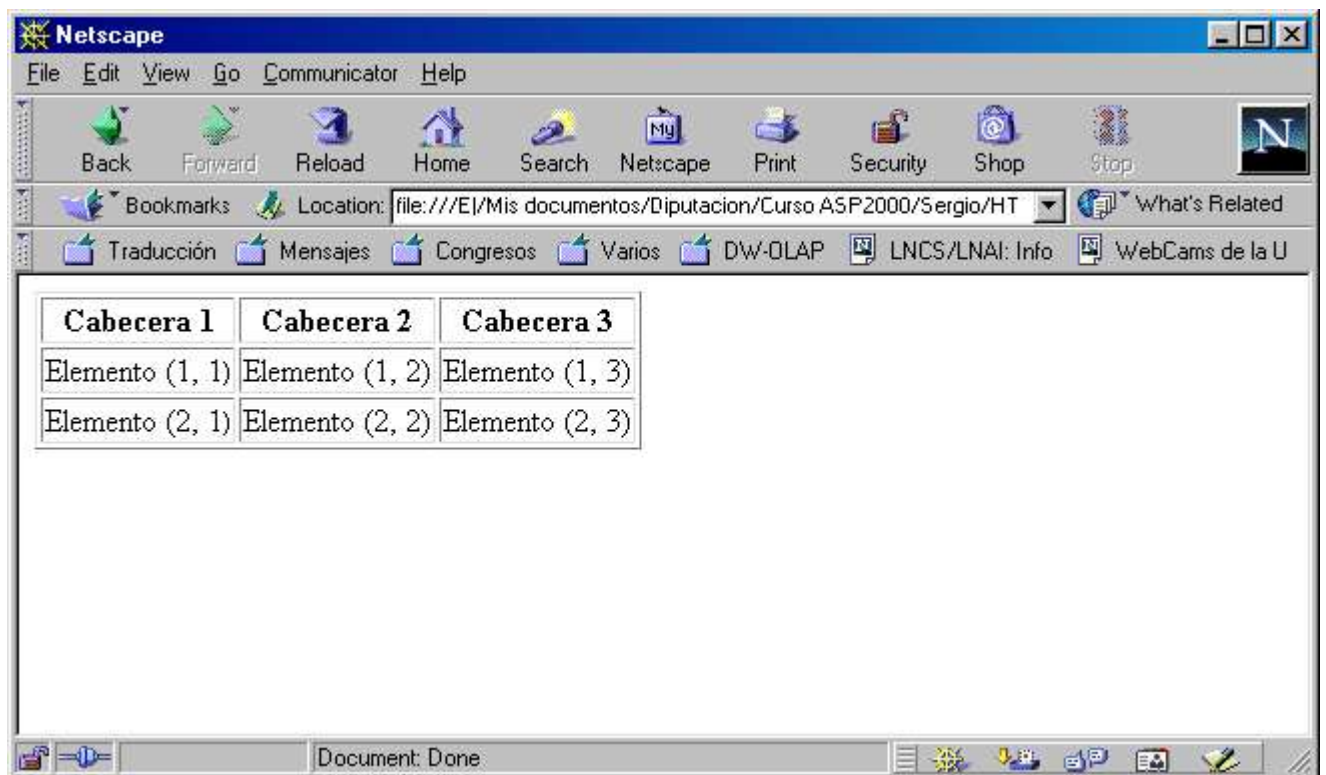 Netscape
File Edit View Go Communicator Help
My N
Back Forward Reload Home Search Netscape Print Security Shop Stop
Bookmarks Location: file:///E|/Mis documentos/Diputacion/Curso ASP2000/Sergio/HT What's Related
Traducción Mensajes Congresos Varios DW-OLAP LNCS/LNAI: Info WebCams de la U
Cabecera 1 Cabecera 2 Cabecera 3
Elemento (1, 1) Elemento (1, 2) Elemento (1, 3)
Elemento (2, 1) Elemento (2, 2) Elemento (2, 3)
Document: Done